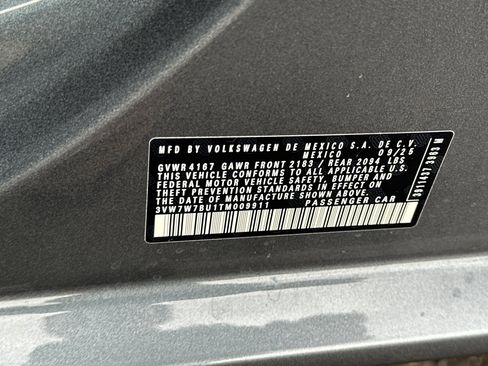 MFD BY VOLKSWAGEN DE MEXICO S.A. DE C.V.
MEXICO 09/25
GVWR 4167 GAWR FRONT 2183 / REAR 2094 LBS
THIS VEHICLE CONFORMS TO ALL APPLICABLE U.S.
FEDERAL MOTOR VEHICLE SAFETY, BUMPER AND
THEFT PREVENTION STANDARDS IN EFFECT ON
THE DATE OF MANUFACTURE SHOWN ABOVE.
3VW7W7BU1TM009911 PASSENGER CAR